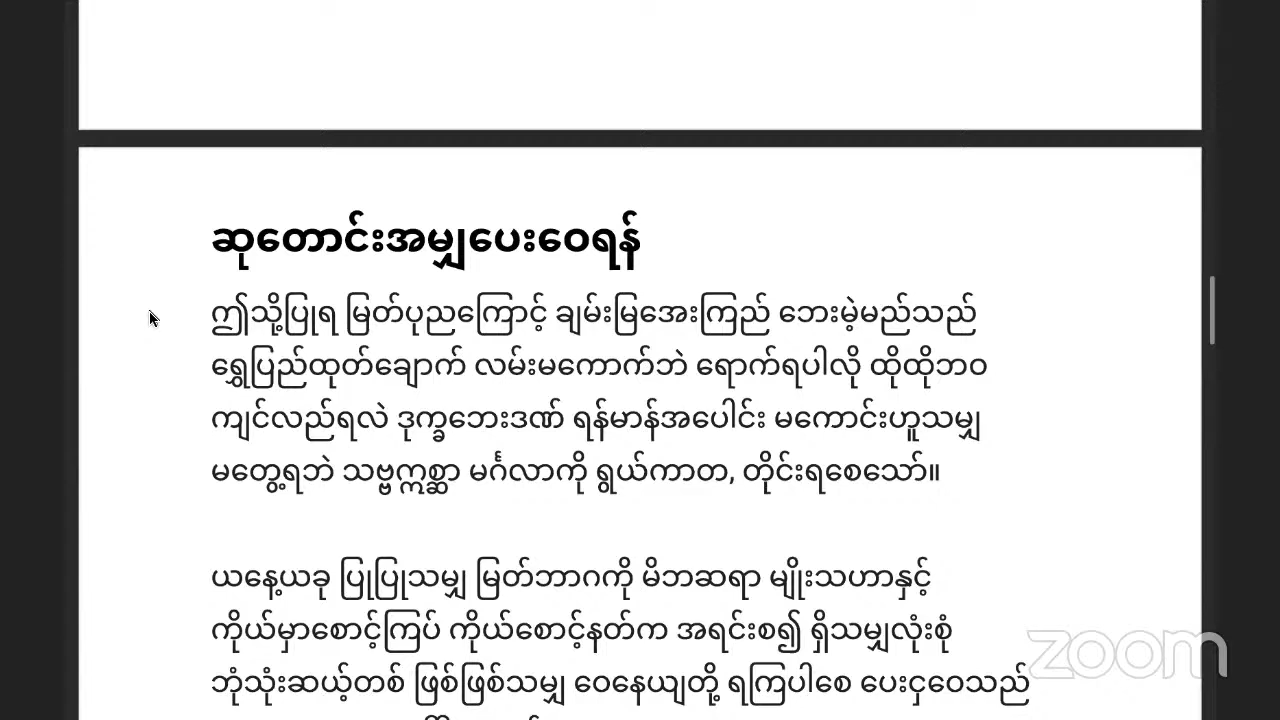 ဆုတောင်းအမျှပေးဝေရန်
ဤသို့ပြုရ မြတ်ပုညကြောင့် ချမ်းမြအေးကြည် ဘေးမဲ့မည်သည်
ရွှေပြည်ထုတ်ချောက် လမ်းမကောက်ဘဲ ရောက်ရပါလို ထိုထိုဘဝ
ကျင်လည်ရလဲ ဒုက္ခဘေးဒဏ် ရန်မာန်အပေါင်း မကောင်းဟူသမျှ
မတွေ့ရဘဲ သဗ္ဗဣစ္ဆာ မင်္ဂလာကို ရွယ်ကာတ, တိုင်းရစေသော်။
ယနေ့ယခု ပြုပြုသမျှ မြတ်ဘာဂကို မိဘဆရာ မျိုးသဟာနှင့်
ကိုယ်မှာစောင့်ကြပ် ကိုယ်စောင့်နတ်က အရင်းစ၍ ရှိသမျှလုံးစုံ
ဘုံသုံးဆယ့်တစ် ဖြစ်ဖြစ်သမျှ ဝေနေယျတို့ ရကြပါစေ ပေးငှဝေသည်
zoom